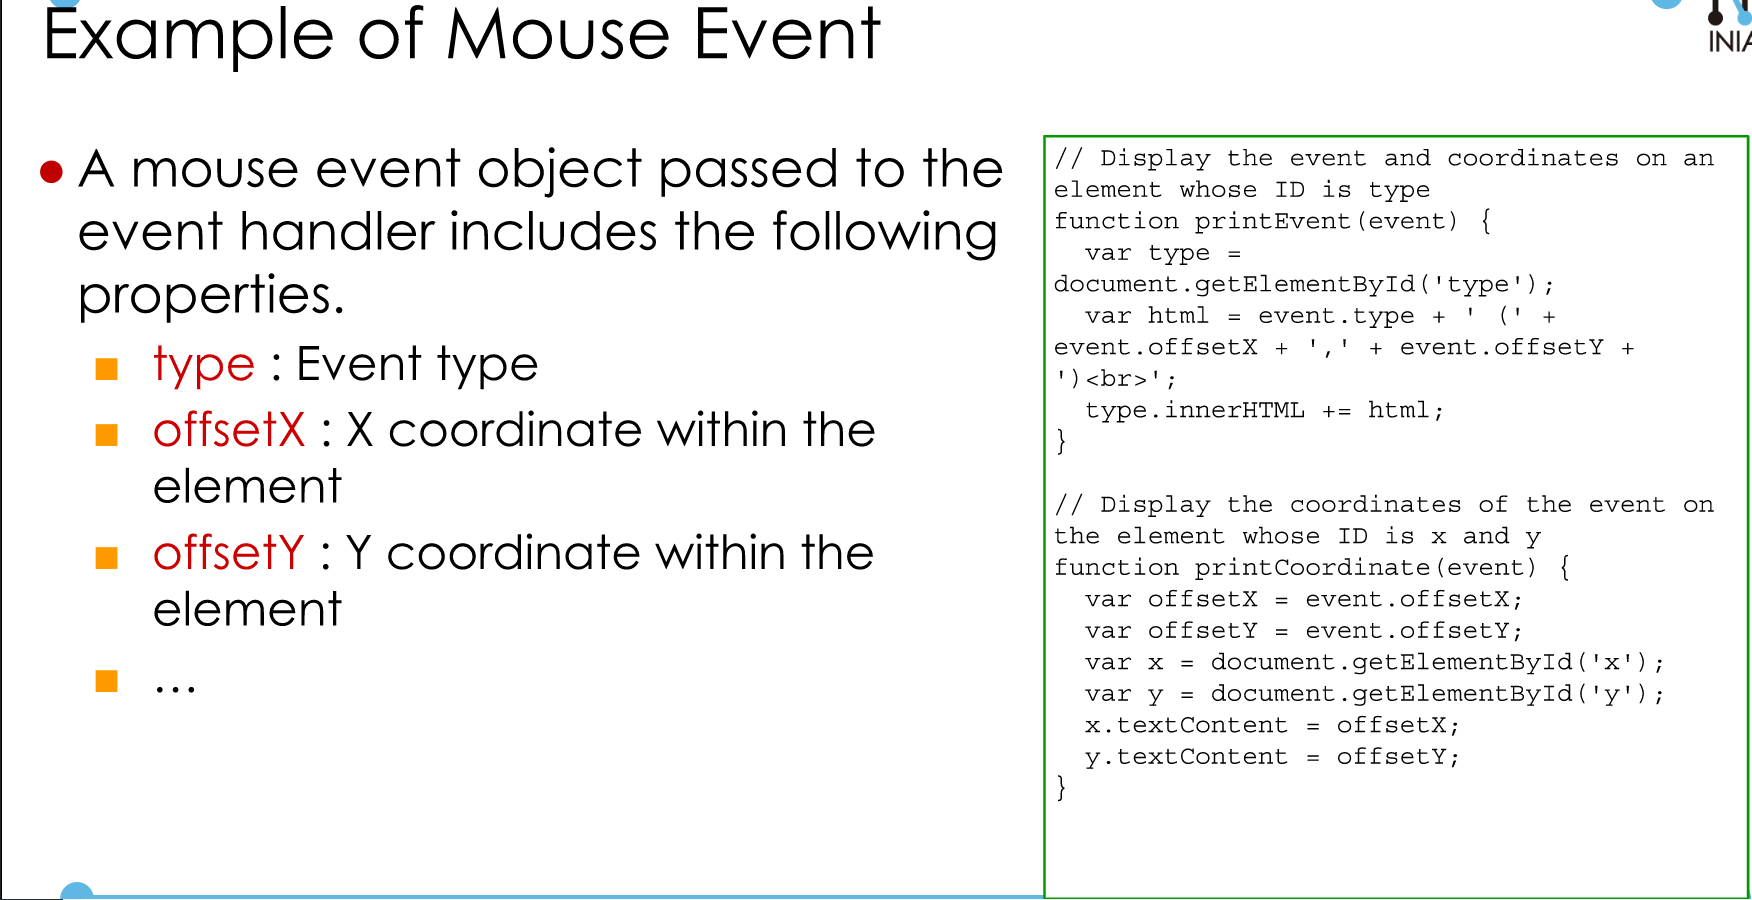 Example of Mouse Event
INIA
A mouse event object passed to the
event handler includes the following
properties.
type : Event type
offsetX : X coordinate within the
element
offsetY : Y coordinate within the
element
...
// Display the event and coordinates on an
element whose ID is type
function printEvent(event) {
  var type =
document.getElementById('type');
  var html = event.type + ' (' +
event.offsetX + ',' + event.offsetY +
')<br>';
  type.innerHTML += html;
}

// Display the coordinates of the event on
the element whose ID is x and y
function printCoordinate(event) {
  var offsetX = event.offsetX;
  var offsetY = event.offsetY;
  var x = document.getElementById('x');
  var y = document.getElementById('y');
  x.textContent = offsetX;
  y.textContent = offsetY;
}